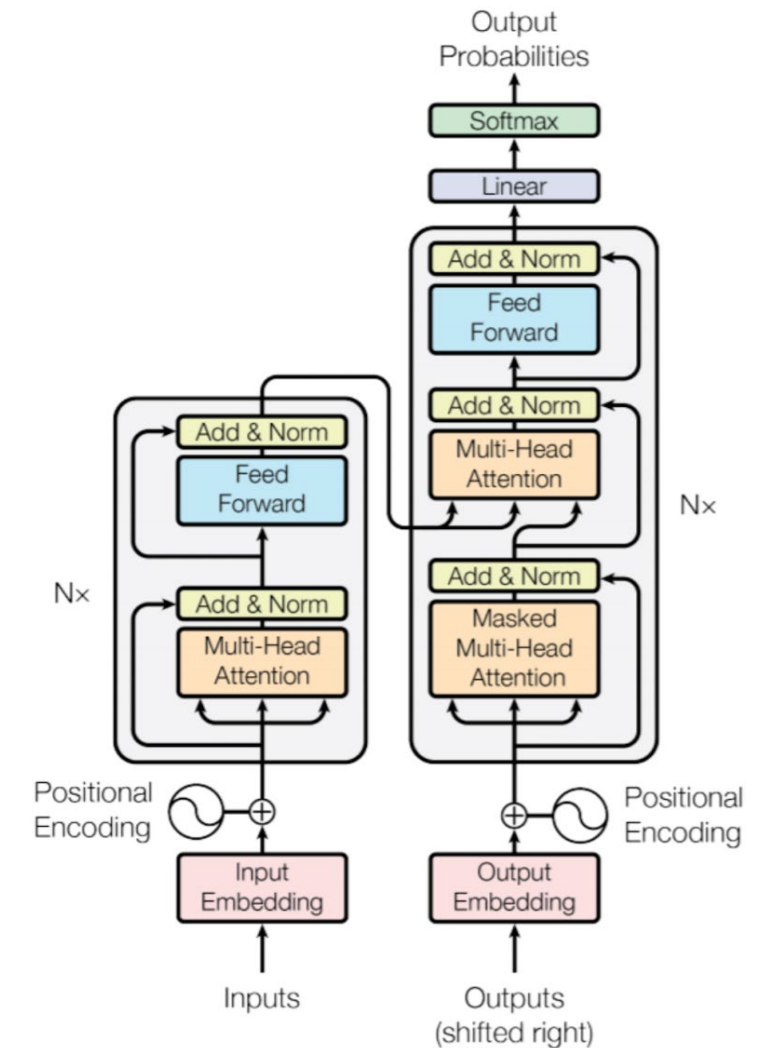 Output
Probabilities
Softmax
Linear
Add & Norm
Feed
Forward
Add & Norm
Multi-Head
Attention
Nx
Add & Norm
Masked
Multi-Head
Attention
Positional
Encoding
Output
Embedding
Outputs
(shifted right)
Add & Norm
Feed
Forward
Nx
Add & Norm
Multi-Head
Attention
Positional
Encoding
Input
Embedding
Inputs